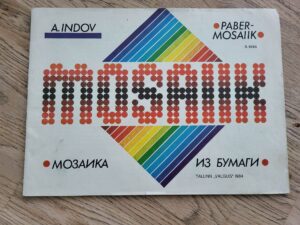 A. INDOV
PABER-
MOSAIIK
MOSAIIK
МОЗАИКА
ИЗ БУМАГИ
TALLINN „VALGUS" 1984